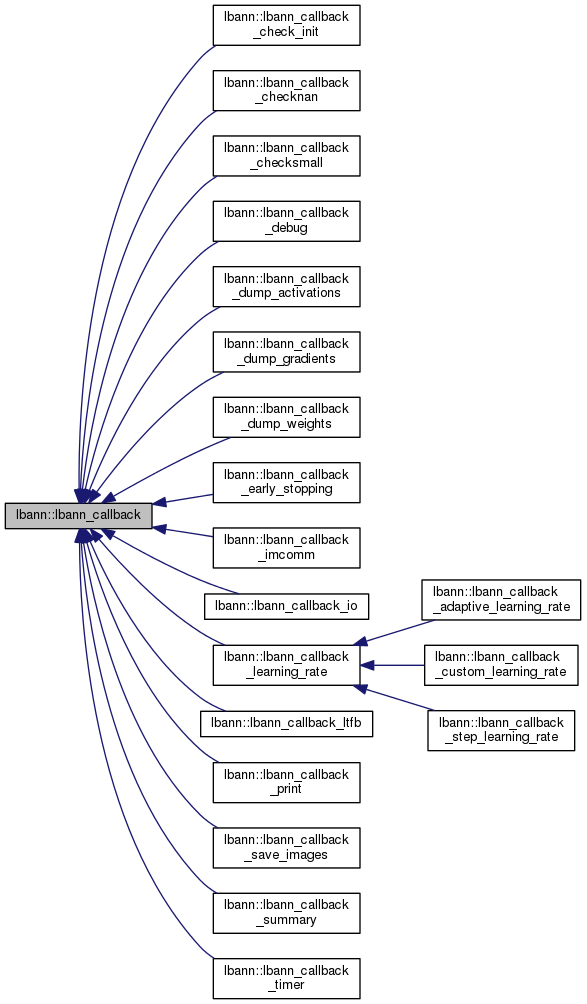 lbann::lbann_callback
_check_init
lbann::lbann_callback
_checknan
lbann::lbann_callback
_checksmall
lbann::lbann_callback
_debug
lbann::lbann_callback
_dump_activations
lbann::lbann_callback
_dump_gradients
lbann::lbann_callback
_dump_weights
lbann::lbann_callback
_early_stopping
lbann::lbann_callback
lbann::lbann_callback
_imcomm
lbann::lbann_callback_io
lbann::lbann_callback
_adaptive_learning_rate
lbann::lbann_callback
_learning_rate
lbann::lbann_callback
_custom_learning_rate
lbann::lbann_callback_ltfb
lbann::lbann_callback
_step_learning_rate
lbann::lbann_callback
_print
lbann::lbann_callback
_save_images
lbann::lbann_callback
_summary
lbann::lbann_callback
_timer